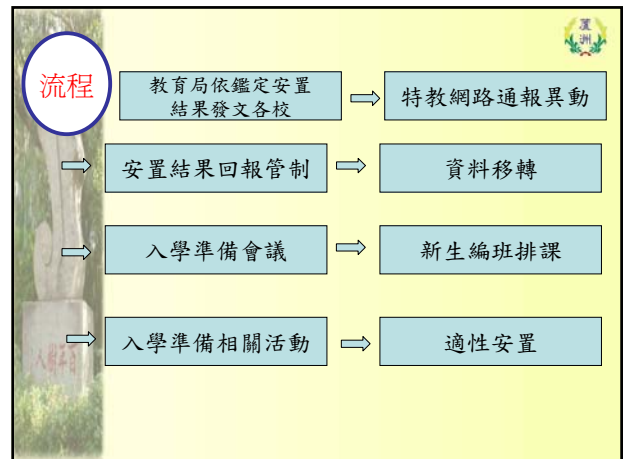 蘆洲
流程
教育局依鑑定安置
結果發文各校
特教網路通報異動
安置結果回報管制
資料移轉
入學準備會議
新生編班排課
入學準備相關活動
適性安置